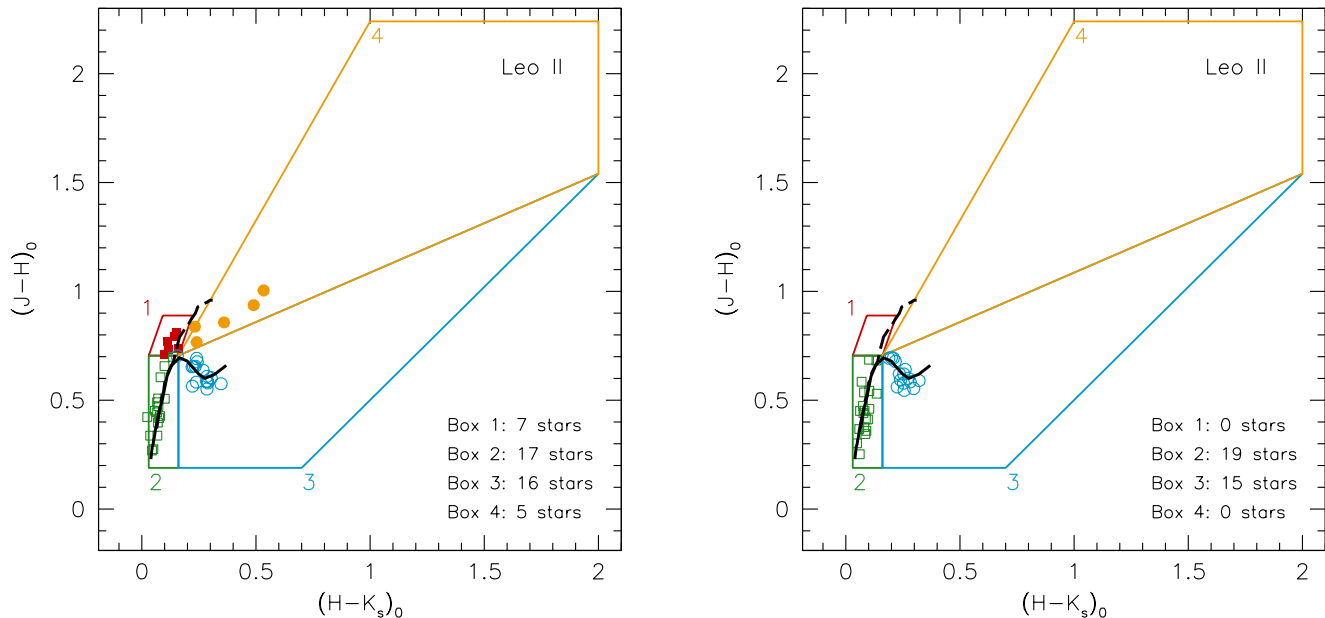 4
2
Leo II
1.5
(J−H)₀
1
1
0.5
Box 1: 7 stars
Box 2: 17 stars
Box 3: 16 stars
Box 4: 5 stars
2
3
0
0
0.5
1
1.5
2
(H−Kₛ)₀
4
2
Leo II
1.5
(J−H)₀
1
1
0.5
Box 1: 0 stars
Box 2: 19 stars
Box 3: 15 stars
Box 4: 0 stars
2
3
0
0
0.5
1
1.5
2
(H−Kₛ)₀